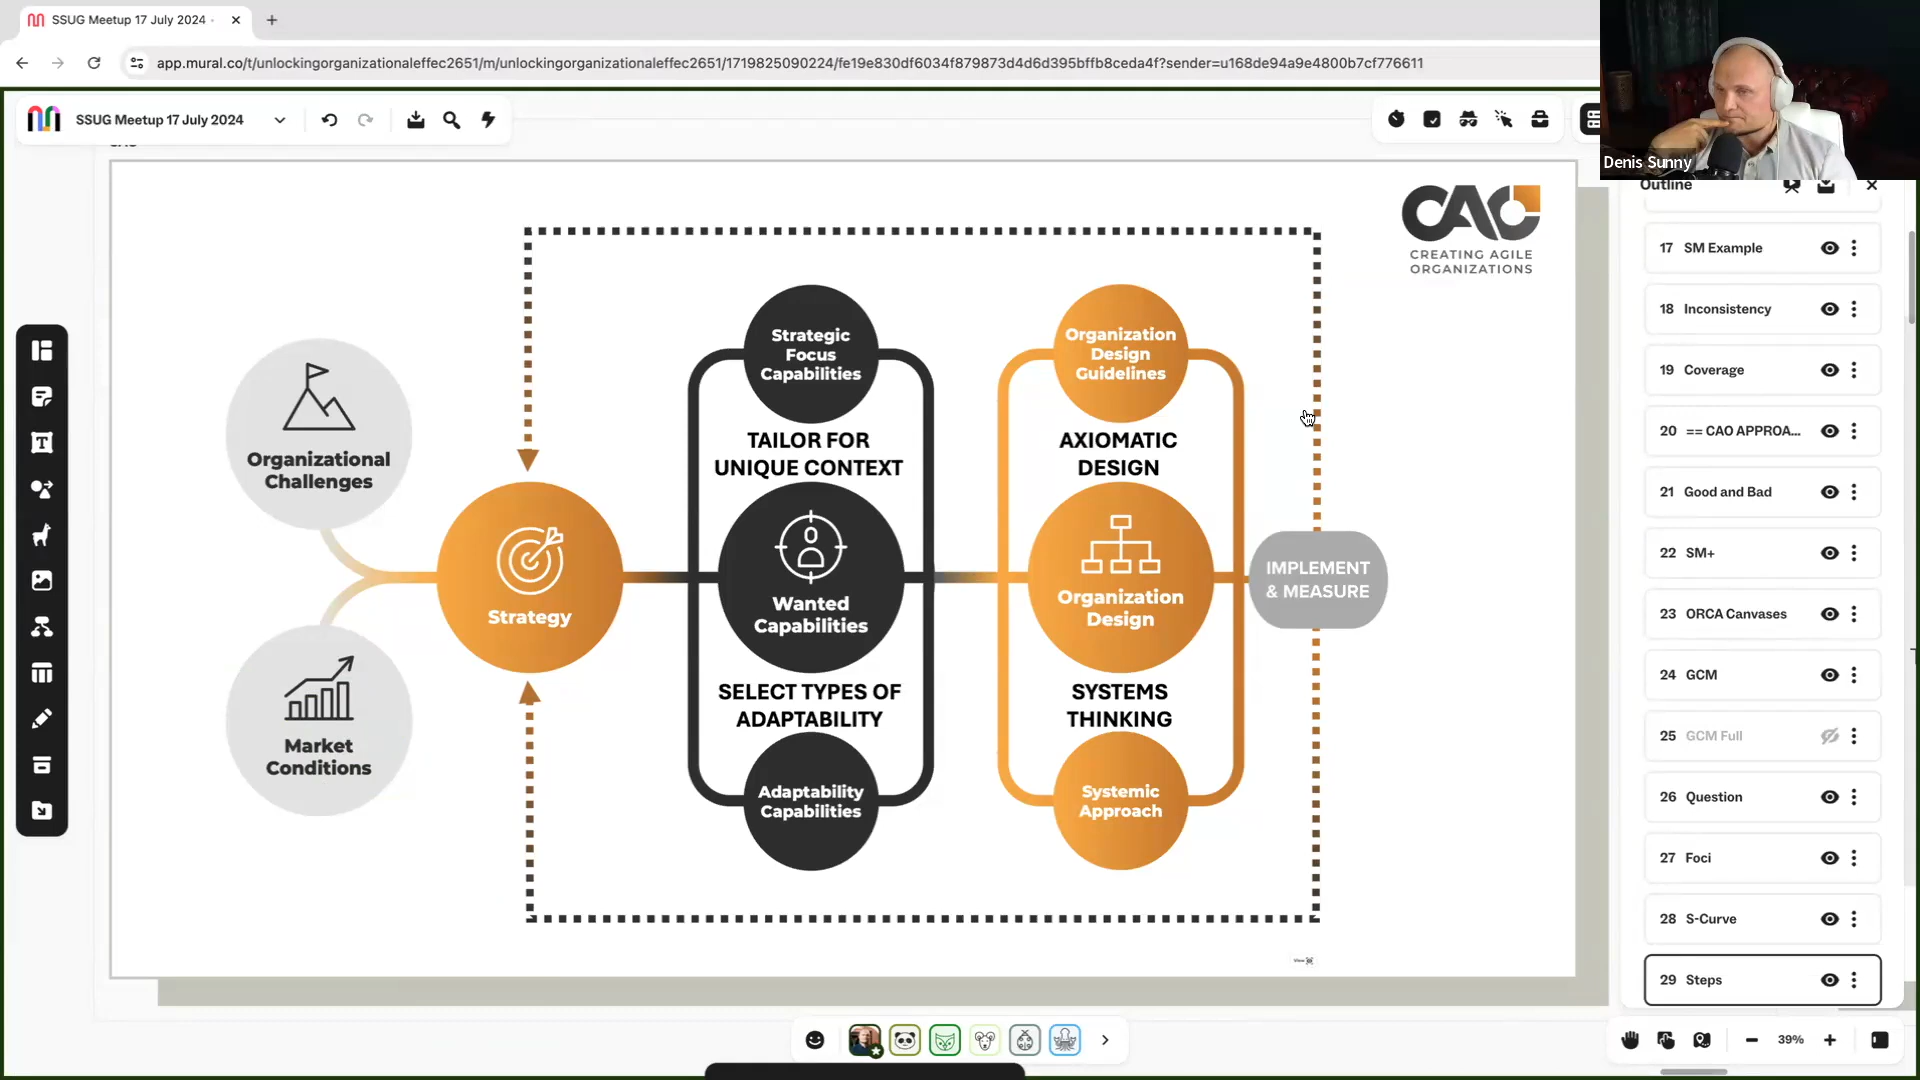 SSUG Meetup 17 July 2024
app.mural.co/t/unlockingorganizationaleffec2651/m/unlockingorganizationaleffec2651/1719825090224/fe19e830df6034f879873d4d6d395bffb8ceda4f?sender=u168de94a9e4800b7cf776611
SSUG Meetup 17 July 2024
Denis Sunny
CAO
CREATING AGILE
ORGANIZATIONS
Organizational
Challenges
Market
Conditions
Strategy
Strategic
Focus
Capabilities
TAILOR FOR
UNIQUE CONTEXT
Wanted
Capabilities
SELECT TYPES OF
ADAPTABILITY
Adaptability
Capabilities
Organization
Design
Guidelines
AXIOMATIC
DESIGN
Organization
Design
SYSTEMS
THINKING
Systemic
Approach
IMPLEMENT
& MEASURE
View
Outline
17 SM Example
18 Inconsistency
19 Coverage
20 == CAO APPROA...
21 Good and Bad
22 SM+
23 ORCA Canvases
24 GCM
25 GCM Full
26 Question
27 Foci
28 S-Curve
29 Steps
39%